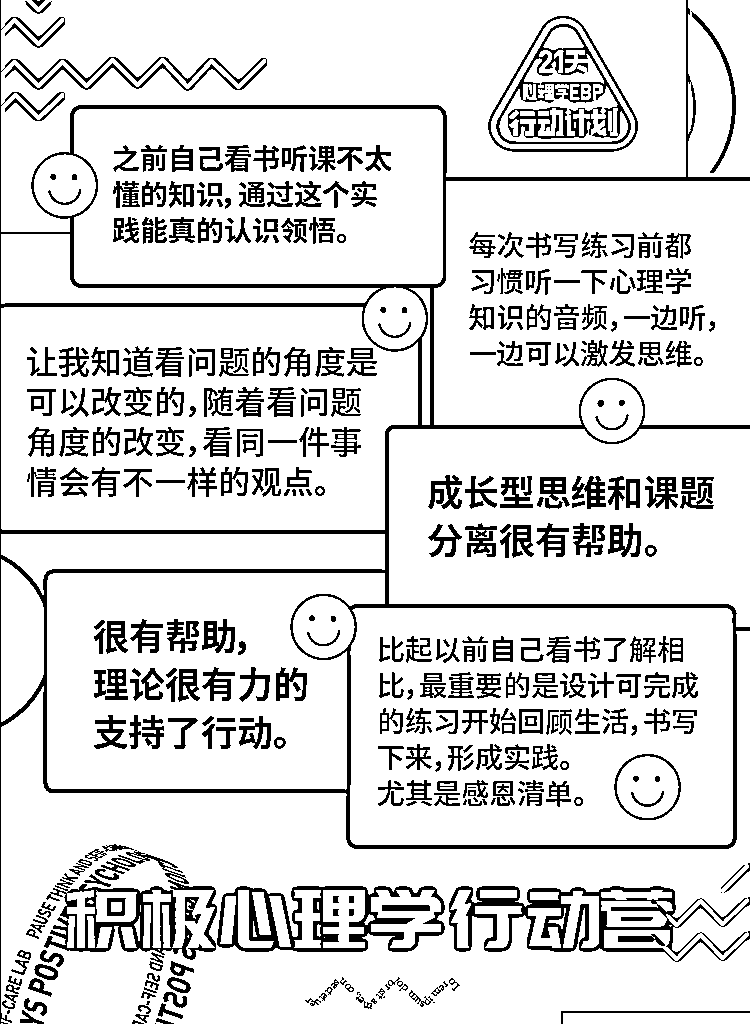 21天
心理学EBP
行动计划
之前自己看书听课不太
懂的知识，通过这个实
践能真的认识领悟。
每次书写练习前都
习惯听一下心理学
知识的音频，一边听，
一边可以激发思维。
让我知道看问题的角度是
可以改变的，随着看问题
角度的改变，看同一件事
情会有不一样的观点。
成长型思维和课题
分离很有帮助。
很有帮助，
理论很有力的
支持了行动。
比起以前自己看书了解相
比，最重要的是设计可完成
的练习开始回顾生活，书写
下来，形成实践。
尤其是感恩清单。
PAUSE THINK AND SELF-CARE LAB
YS POSTIVE PSYCHOLO
积极心理学行动营